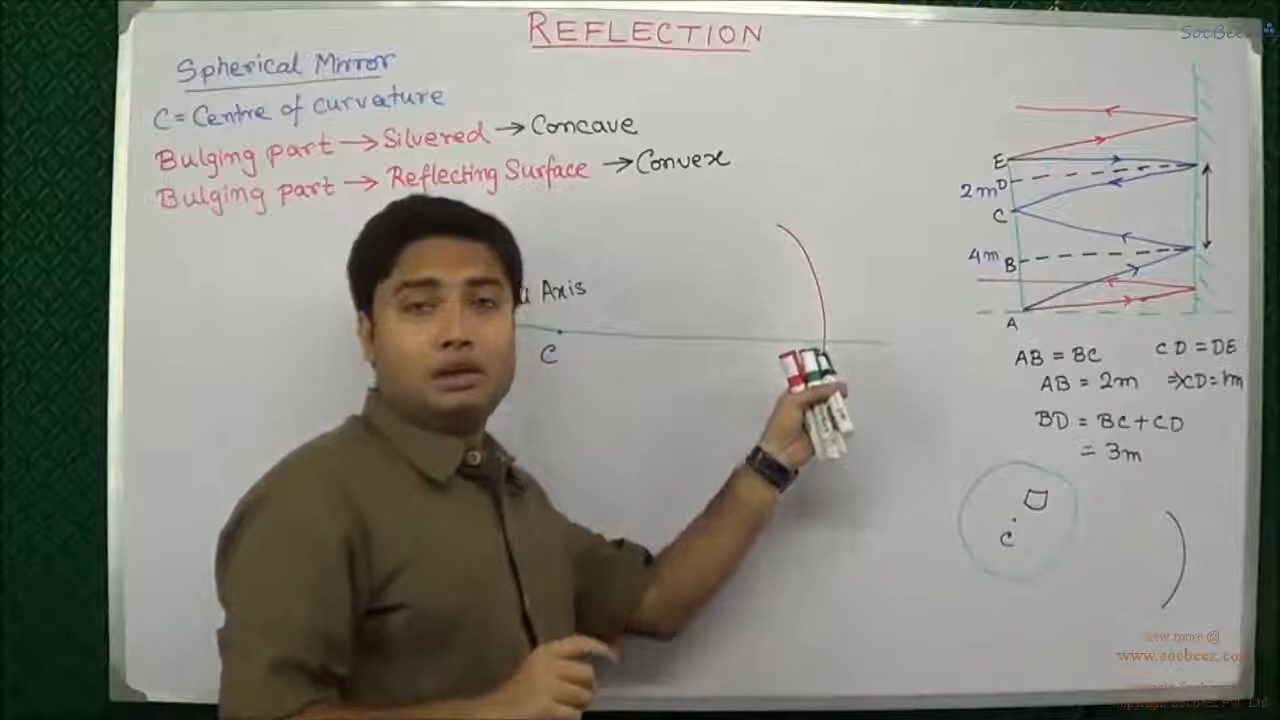 REFLECTION
SocBeez
Spherical Mirror
C = Centre of curvature
Bulging part → Silvered → Concave
Bulging part → Reflecting Surface → Convex
Axis
C
E
2m D
C
4m B
A
AB = BC CD = DE
AB = 2m ⇒ CD = 1m
BD = BC + CD
= 3m
C
www.socbeez.com